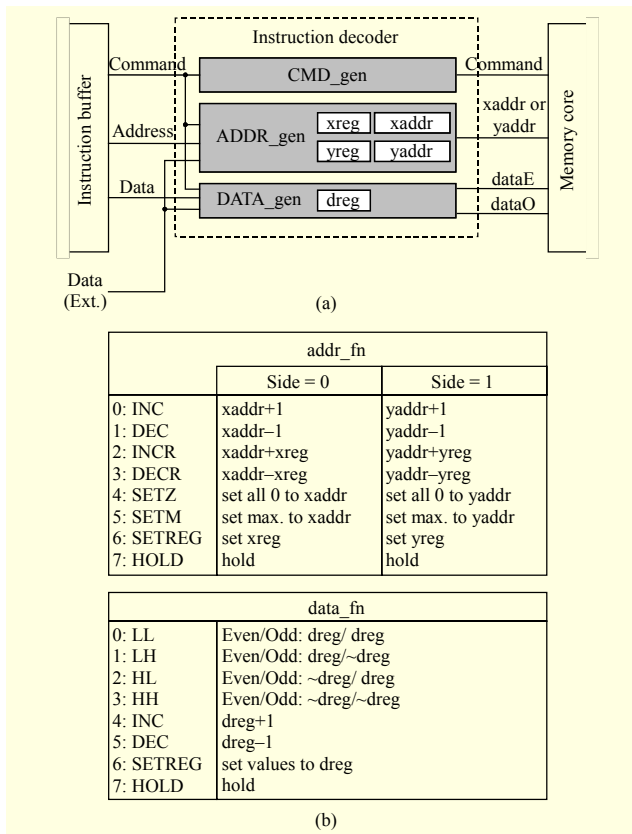 Instruction decoder
Instruction buffer
Command
CMD_gen
Command
Memory core
Address
ADDR_gen
xreg
xaddr
yreg
yaddr
xaddr or
yaddr
Data
DATA_gen
dreg
dataE
dataO
Data
(Ext.)
(a)
addr_fn
Side = 0 Side = 1
0: INC xaddr+1 yaddr+1
1: DEC xaddr–1 yaddr–1
2: INCR xaddr+xreg yaddr+yreg
3: DECR xaddr–xreg yaddr–yreg
4: SETZ set all 0 to xaddr set all 0 to yaddr
5: SETM set max. to xaddr set max. to yaddr
6: SETREG set xreg set yreg
7: HOLD hold hold
data_fn
0: LL Even/Odd: dreg/ dreg
1: LH Even/Odd: dreg/~dreg
2: HL Even/Odd: ~dreg/ dreg
3: HH Even/Odd: ~dreg/~dreg
4: INC dreg+1
5: DEC dreg–1
6: SETREG set values to dreg
7: HOLD hold
(b)